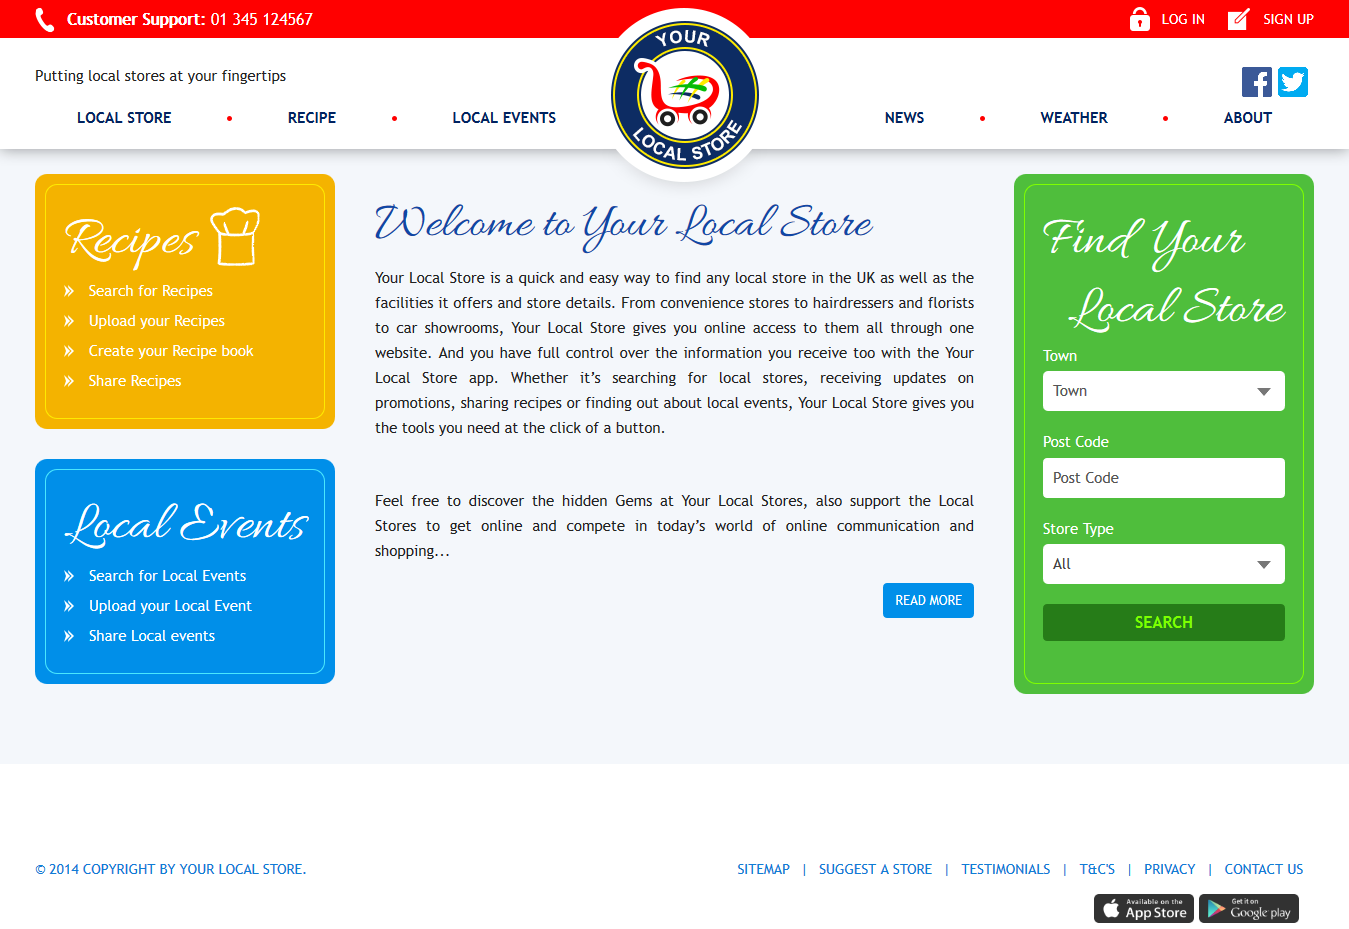 Customer Support: 01 345 124567
LOG IN
SIGN UP
YOUR
LOCAL STORE
Putting local stores at your fingertips
LOCAL STORE
RECIPE
LOCAL EVENTS
NEWS
WEATHER
ABOUT
Recipes
Search for Recipes
Upload your Recipes
Create your Recipe book
Share Recipes
Local Events
Search for Local Events
Upload your Local Event
Share Local events
Welcome to Your Local Store
Your Local Store is a quick and easy way to find any local store in the UK as well as the
facilities it offers and store details. From convenience stores to hairdressers and florists
to car showrooms, Your Local Store gives you online access to them all through one
website. And you have full control over the information you receive too with the Your
Local Store app. Whether it’s searching for local stores, receiving updates on
promotions, sharing recipes or finding out about local events, Your Local Store gives you
the tools you need at the click of a button.
Feel free to discover the hidden Gems at Your Local Stores, also support the Local
Stores to get online and compete in today’s world of online communication and
shopping...
READ MORE
Find Your
Local Store
Town
Town
Post Code
Post Code
Store Type
All
SEARCH
© 2014 COPYRIGHT BY YOUR LOCAL STORE.
SITEMAP | SUGGEST A STORE | TESTIMONIALS | T&C'S | PRIVACY | CONTACT US
Available on the
App Store
Get it on
Google play